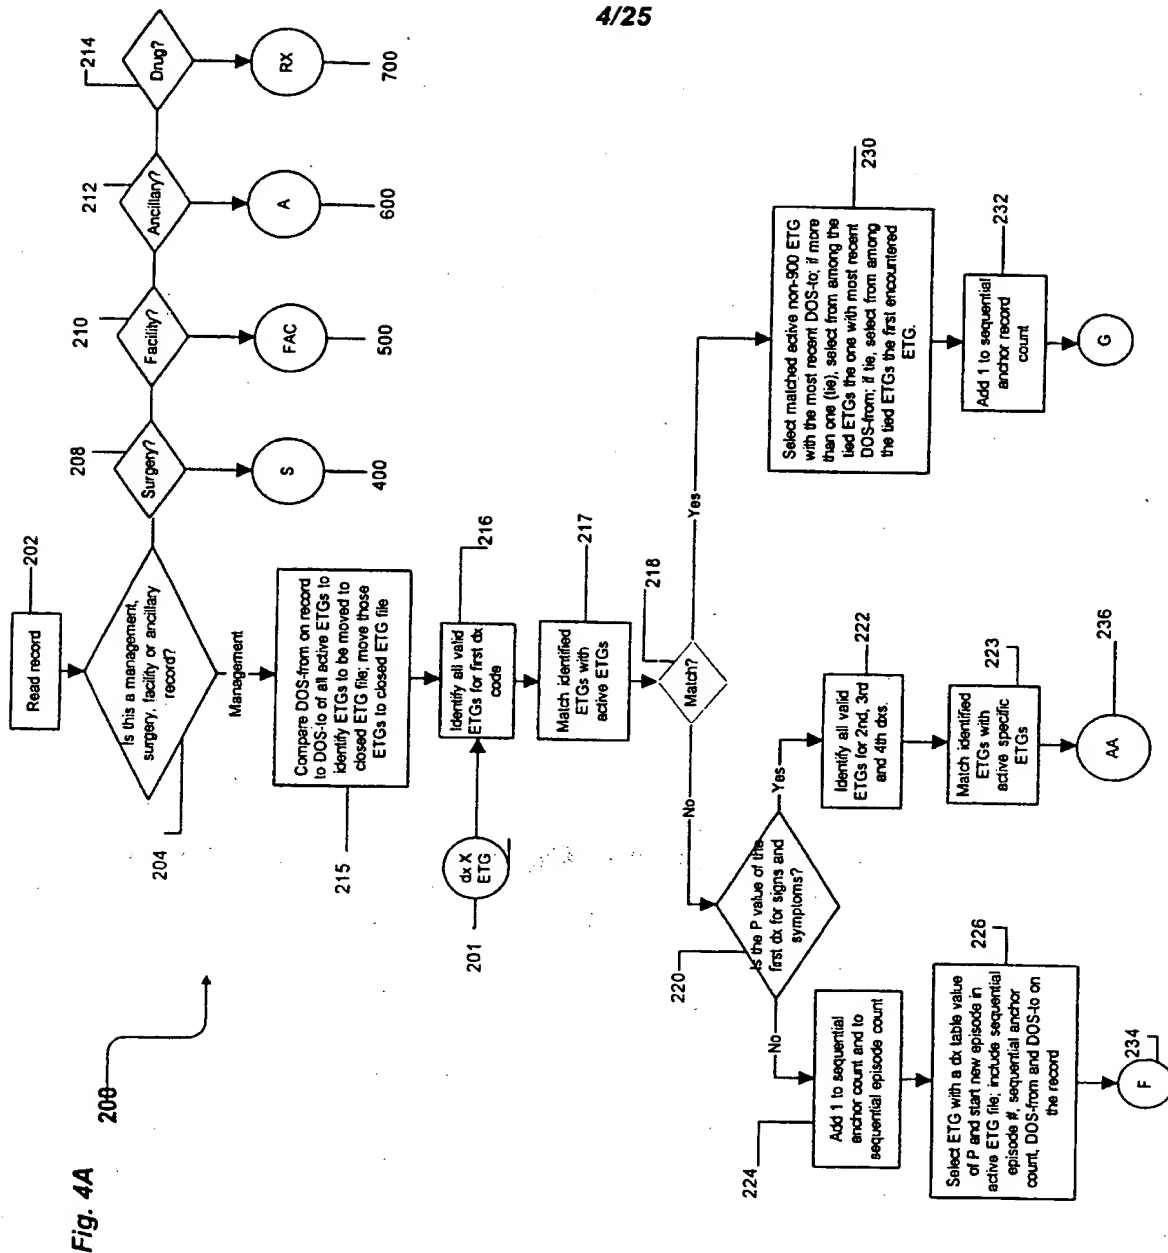 4/25
Fig. 4A
200
Read record
202
Is this a management,
surgery, facility or ancillary
record?
204
Surgery?
208
S
400
Facility?
210
FAC
500
Ancillary?
212
A
600
Drug?
214
RX
700
Management
Compare DOS-from on record
to DOS-to of all active ETGs to
identify ETGs to be moved to
closed ETG file; move those
ETGs to closed ETG file
215
dx X
ETG
201
Identify all valid
ETGs for first dx
code
216
Match identified
ETGs with
active ETGs
217
Match?
218
No
Yes
Is the P value of the
first dx for signs and
symptoms?
220
No
Yes
Identify all valid
ETGs for 2nd, 3rd
and 4th dxs.
222
Match identified
ETGs with
active specific
ETGs
223
AA
236
Add 1 to sequential
anchor count and to
sequential episode count
224
Select ETG with a dx table value
of P and start new episode in
active ETG file; include sequential
episode #, sequential anchor
count, DOS-from and DOS-to on
the record
226
F
234
Select matched active non-900 ETG
with the most recent DOS-to; if more
than one (tie), select from among the
tied ETGs the one with most recent
DOS-from; if tie, select from among
the tied ETGs the first encountered
ETG.
230
Add 1 to sequential
anchor record
count
232
G